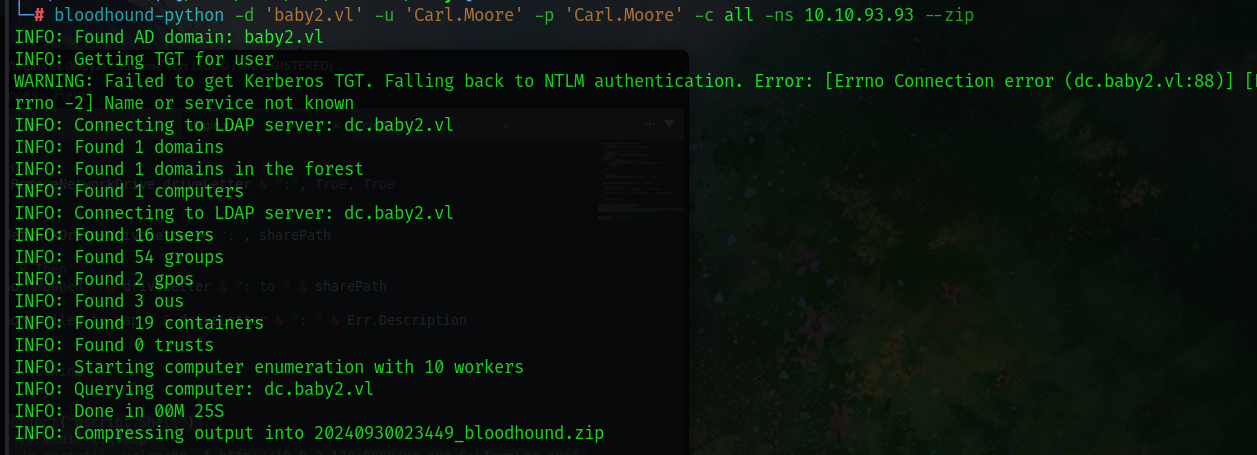 └─# bloodhound-python -d 'baby2.vl' -u 'Carl.Moore' -p 'Carl.Moore' -c all -ns 10.10.93.93 --zip
INFO: Found AD domain: baby2.vl
INFO: Getting TGT for user
WARNING: Failed to get Kerberos TGT. Falling back to NTLM authentication. Error: [Errno Connection error (dc.baby2.vl:88)] [
rrno -2] Name or service not known
INFO: Connecting to LDAP server: dc.baby2.vl
INFO: Found 1 domains
INFO: Found 1 domains in the forest
INFO: Found 1 computers
INFO: Connecting to LDAP server: dc.baby2.vl
INFO: Found 16 users
INFO: Found 54 groups
INFO: Found 2 gpos
INFO: Found 3 ous
INFO: Found 19 containers
INFO: Found 0 trusts
INFO: Starting computer enumeration with 10 workers
INFO: Querying computer: dc.baby2.vl
INFO: Done in 00M 25S
INFO: Compressing output into 20240930023449_bloodhound.zip